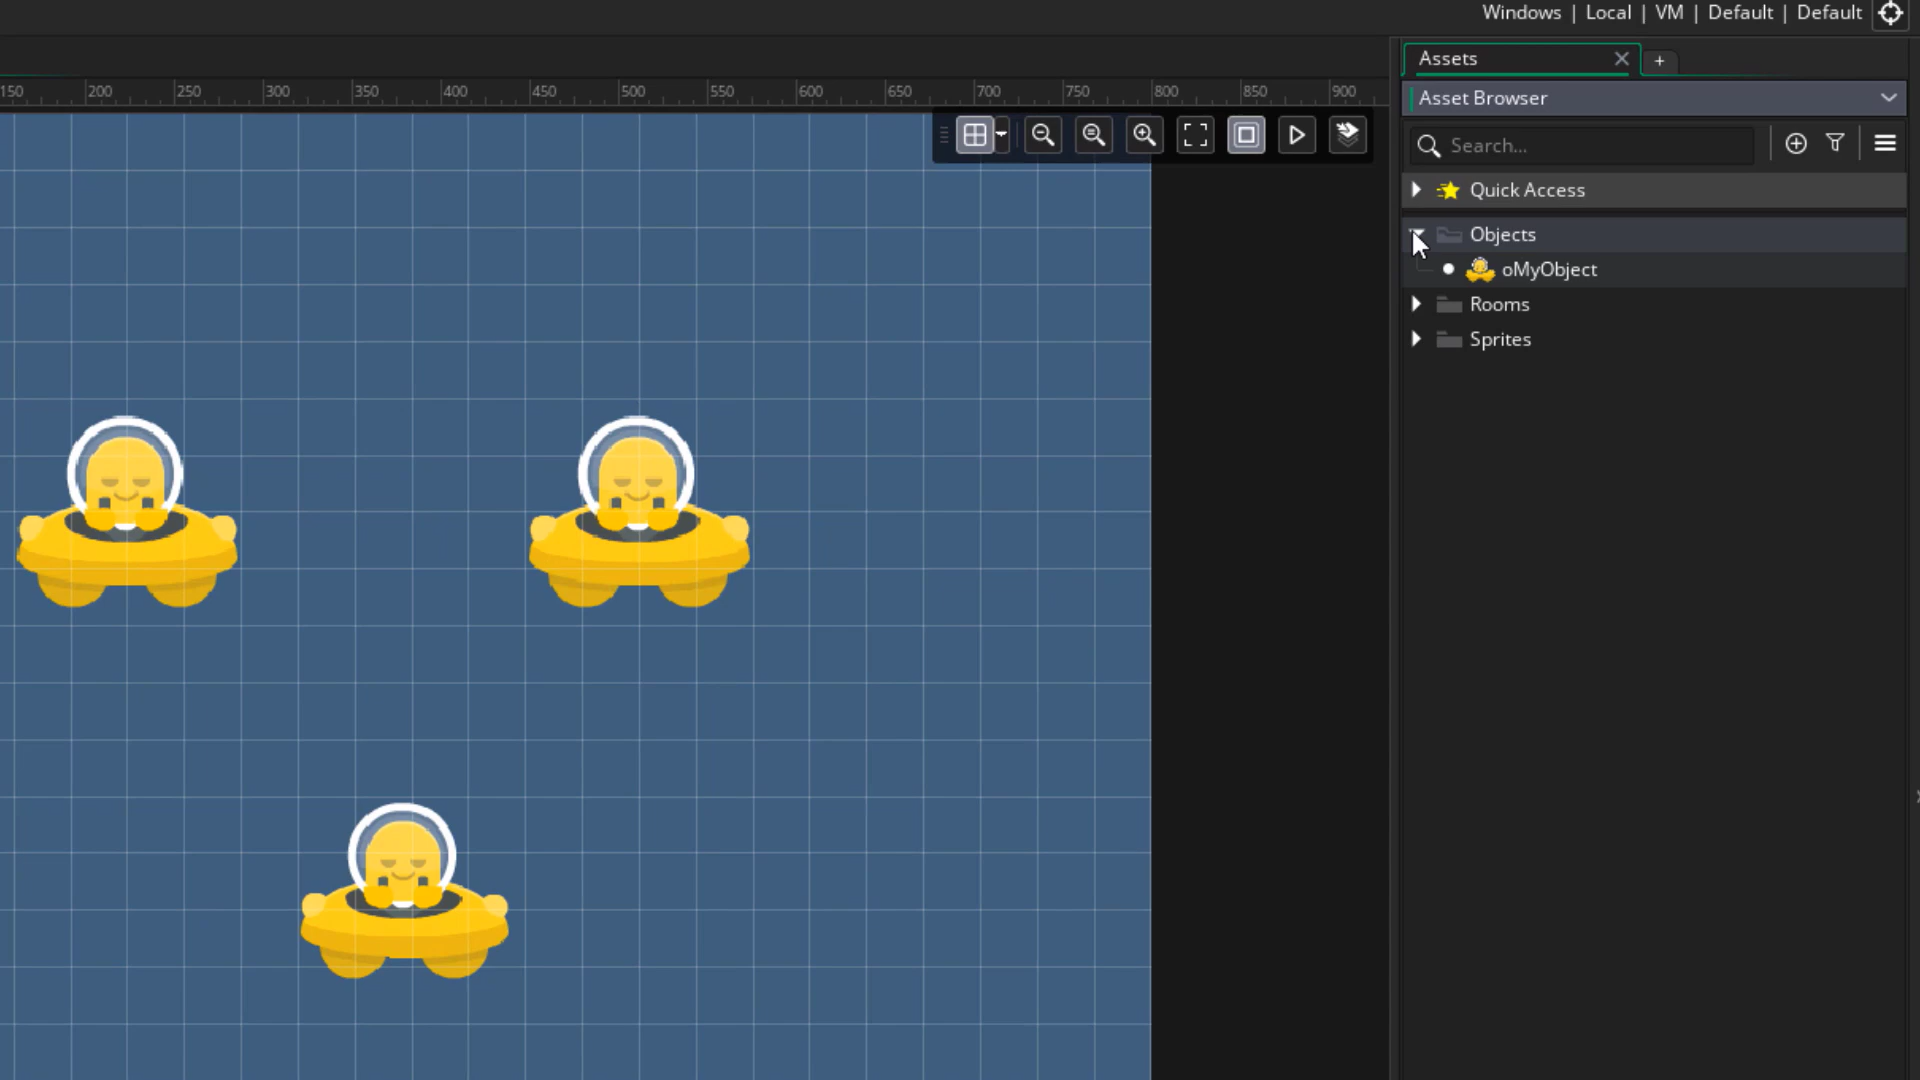 Windows | Local | VM | Default | Default
Assets
150 200 250 300 350 400 450 500 550 600 650 700 750 800 850 900
Asset Browser
Search...
Quick Access
Objects
oMyObject
Rooms
Sprites